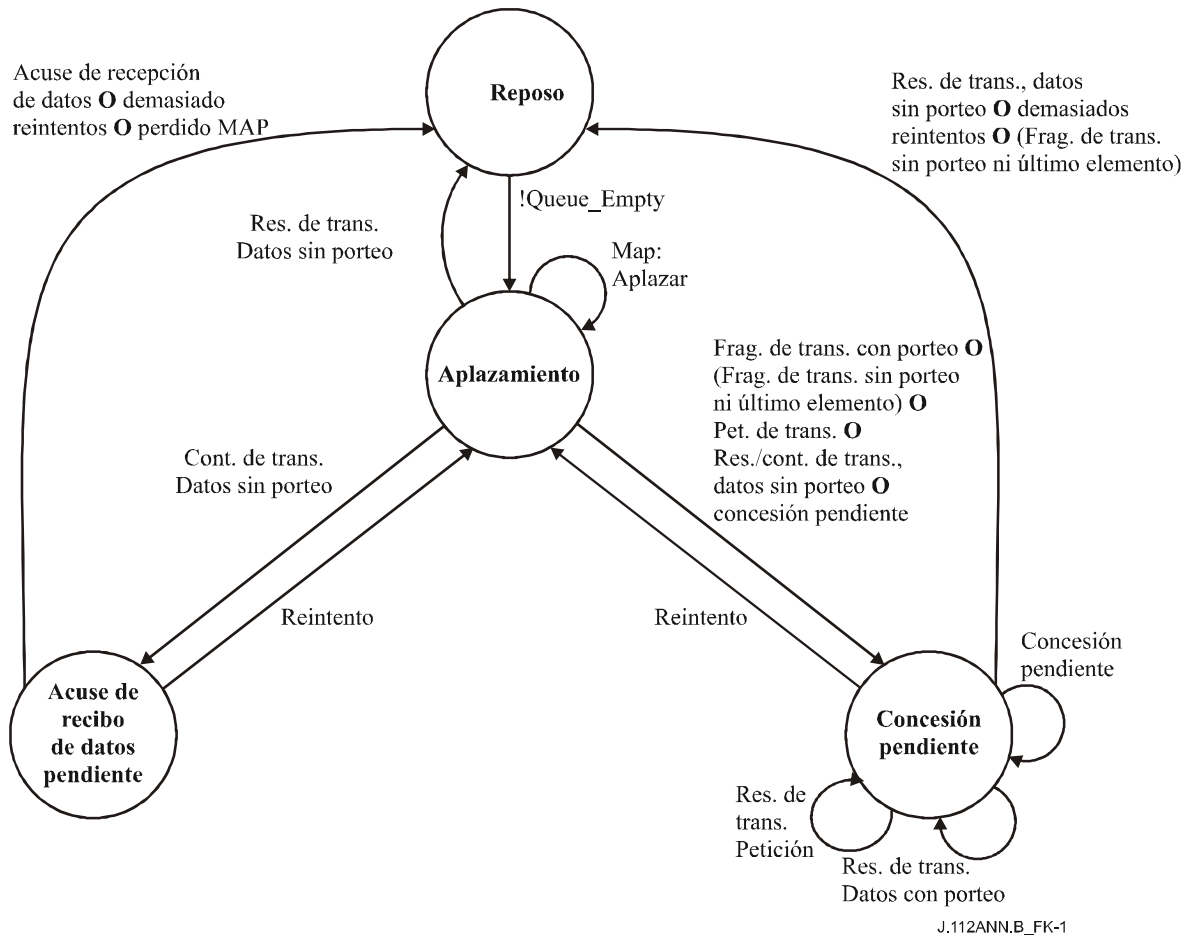 Acuse de recepción
de datos O demasiado
reintentos O perdido MAP
Reposo
Res. de trans., datos
sin porteo O demasiados
reintentos O (Frag. de trans.
sin porteo ni último elemento)
Res. de trans.
Datos sin porteo
!Queue_Empty
Map:
Aplazar
Aplazamiento
Frag. de trans. con porteo O
(Frag. de trans. sin porteo
ni último elemento) O
Pet. de trans. O
Res./cont. de trans.,
datos sin porteo O
concesión pendiente
Cont. de trans.
Datos sin porteo
Reintento
Reintento
Acuse de
recibo
de datos
pendiente
Concesión
pendiente
Concesión
pendiente
Res. de
trans.
Petición
Res. de trans.
Datos con porteo
J.112ANN.B_FK-1